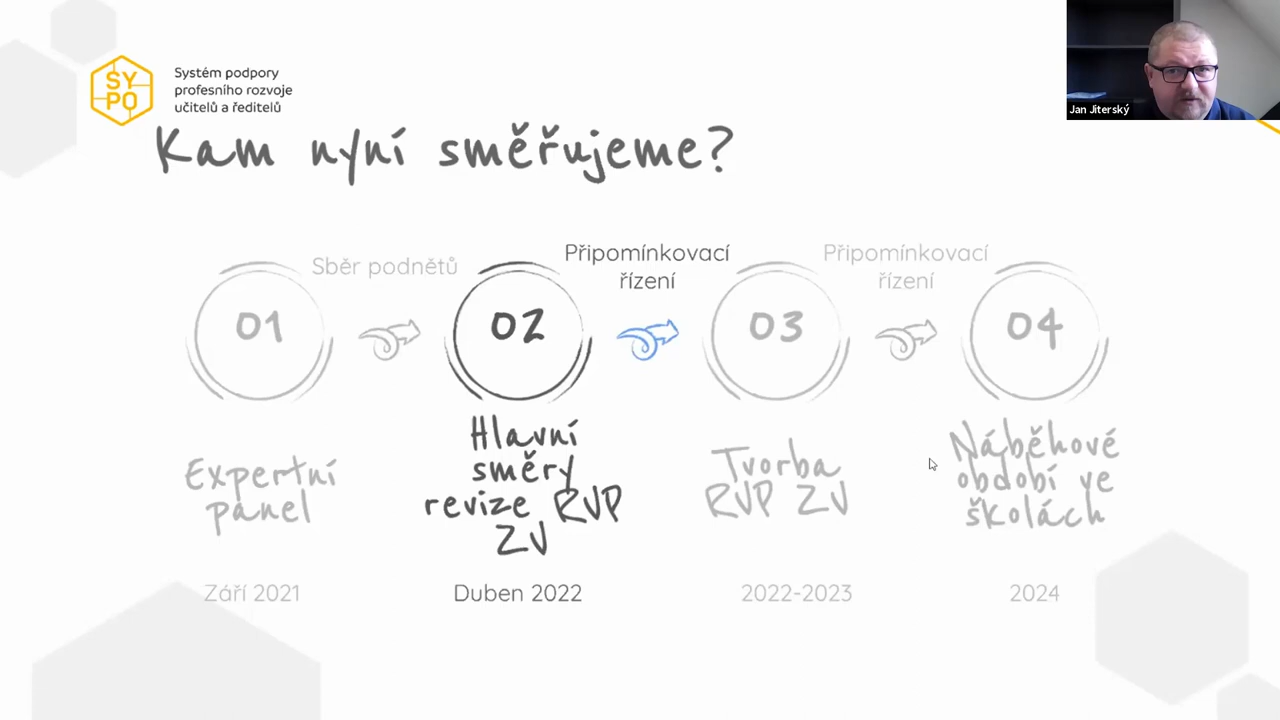 SY
PO
Systém podpory
profesního rozvoje
učitelů a ředitelů
Jan Jiterský
Kam nyní směřujeme?
Sběr podnětů
Připomínkovací
řízení
Připomínkovací
řízení
01
02
03
04
Expertní
panel
Hlavní
směry
revize RVP
ZV
Tvorba
RVP ZV
Náběhové
období ve
školách
Září 2021
Duben 2022
2022-2023
2024